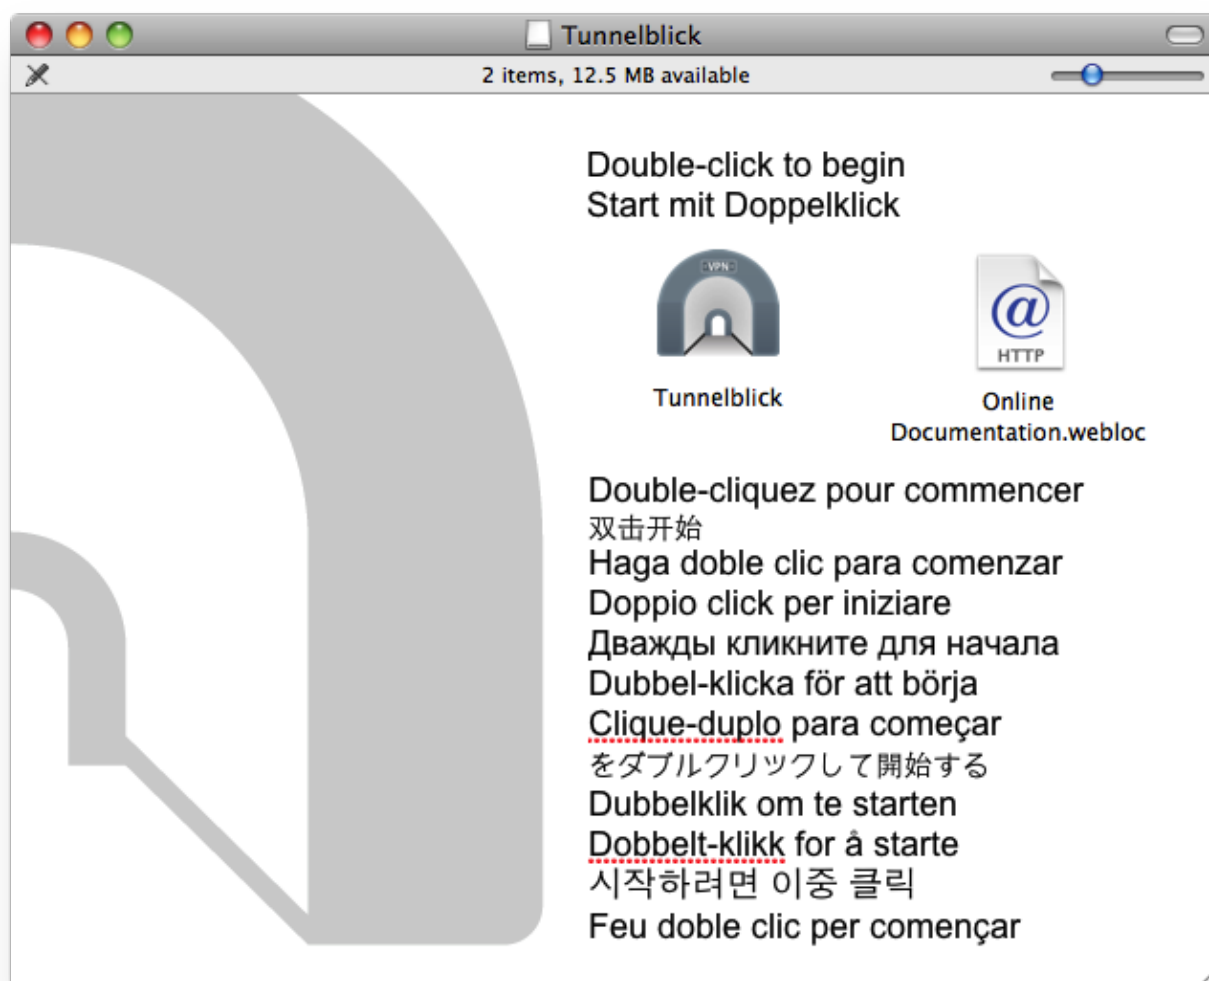 Tunnelblick
2 items, 12.5 MB available
Double-click to begin
Start mit Doppelklick
VPN
HTTP
Tunnelblick
Online
Documentation.webloc
Double-cliquez pour commencer
双击开始
Haga doble clic para comenzar
Doppio click per iniziare
Дважды кликните для начала
Dubbel-klicka för att börja
Clique-duplo para começar
をダブルクリックして開始する
Dubbelklik om te starten
Dobbelt-klikk for å starte
시작하려면 이중 클릭
Feu doble clic per començar